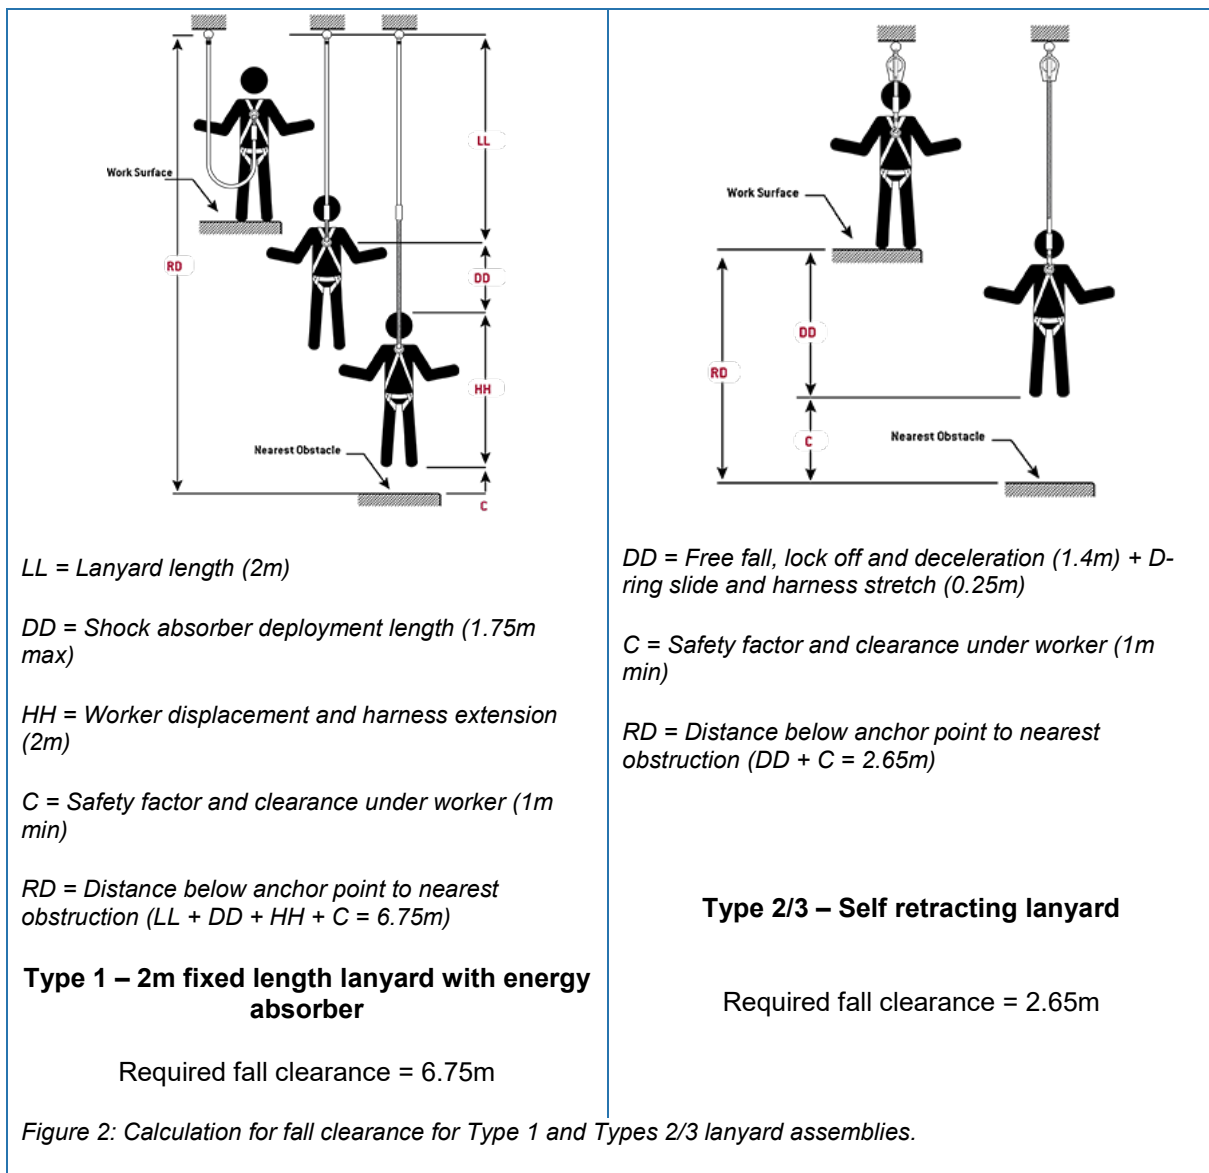 LL
Work Surface
RD
DD
HH
Nearest Obstacle
C
LL = Lanyard length (2m)
DD = Shock absorber deployment length (1.75m
max)
HH = Worker displacement and harness extension
(2m)
C = Safety factor and clearance under worker (1m
min)
RD = Distance below anchor point to nearest
obstruction (LL + DD + HH + C = 6.75m)
Type 1 – 2m fixed length lanyard with energy
absorber
Required fall clearance = 6.75m
Work Surface
DD
RD
C
Nearest Obstacle
DD = Free fall, lock off and deceleration (1.4m) + D-
ring slide and harness stretch (0.25m)
C = Safety factor and clearance under worker (1m
min)
RD = Distance below anchor point to nearest
obstruction (DD + C = 2.65m)
Type 2/3 – Self retracting lanyard
Required fall clearance = 2.65m
Figure 2: Calculation for fall clearance for Type 1 and Types 2/3 lanyard assemblies.